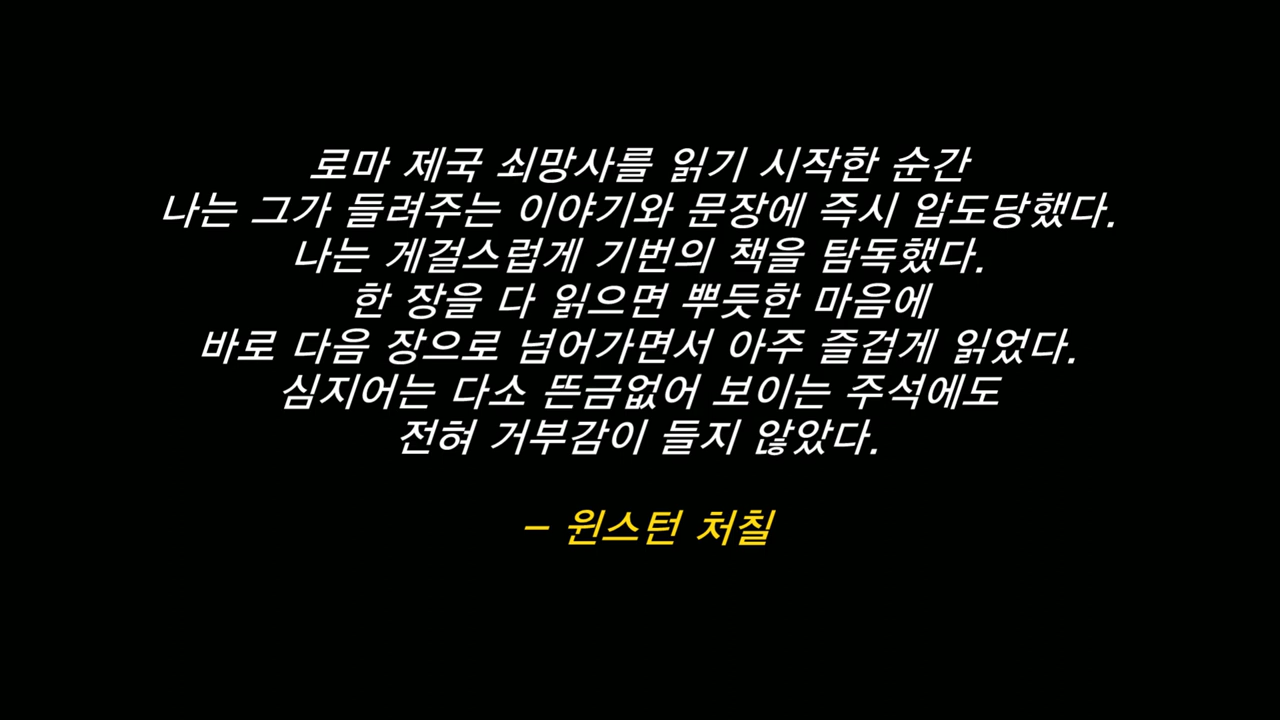 로마 제국 쇠망사를 읽기 시작한 순간
나는 그가 들려주는 이야기와 문장에 즉시 압도당했다.
나는 게걸스럽게 기번의 책을 탐독했다.
한 장을 다 읽으면 뿌듯한 마음에
바로 다음 장으로 넘어가면서 아주 즐겁게 읽었다.
심지어는 다소 뜬금없어 보이는 주석에도
전혀 거부감이 들지 않았다.
– 윈스턴 처칠